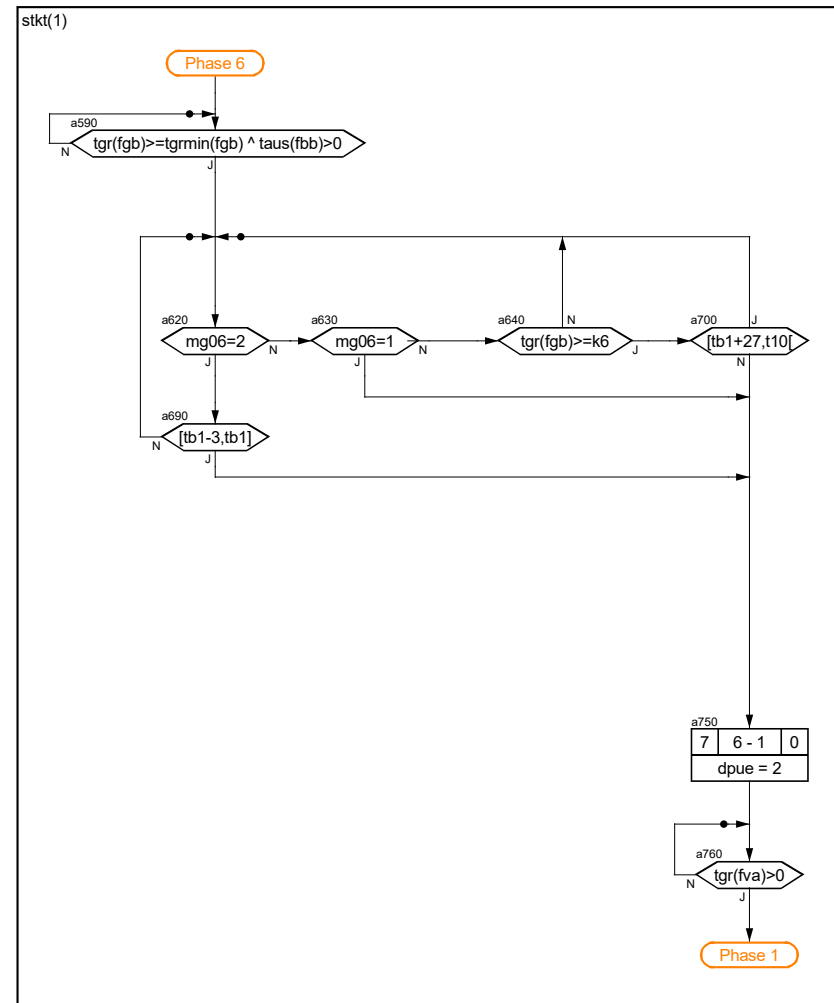 stkt(1)
Phase 6
a590
tgr(fgb)>=tgrmin(fgb) ^ taus(fbb)>0
N
J
a620
mg06=2
N
J
a630
mg06=1
N
J
a640
N
tgr(fgb)>=k6
J
a700
J
[tb1+27,t10[
N
a690
[tb1-3,tb1]
N
J
a750
7 6 - 1 0
dpue = 2
a760
tgr(fva)>0
N
J
Phase 1